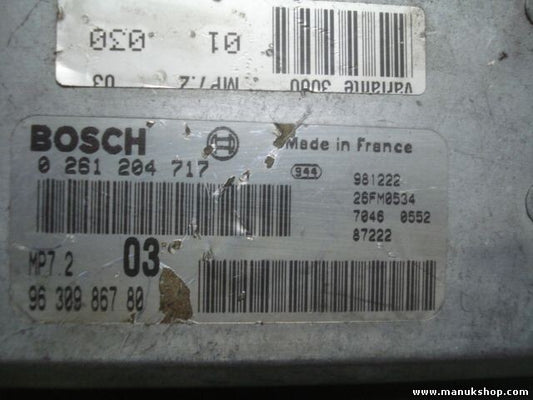 01 030
variante 3000 MP7.2 03
BOSCH Made in France
0 261 204 717 944 981222
26FM0534
7046 0552
87222
MP7.2 03
96 309 867 80
www.manukshop.com